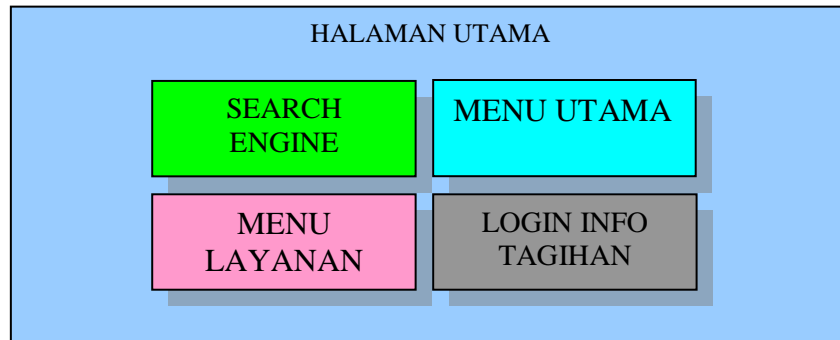 HALAMAN UTAMA
SEARCH
ENGINE
MENU UTAMA
MENU
LAYANAN
LOGIN INFO
TAGIHAN